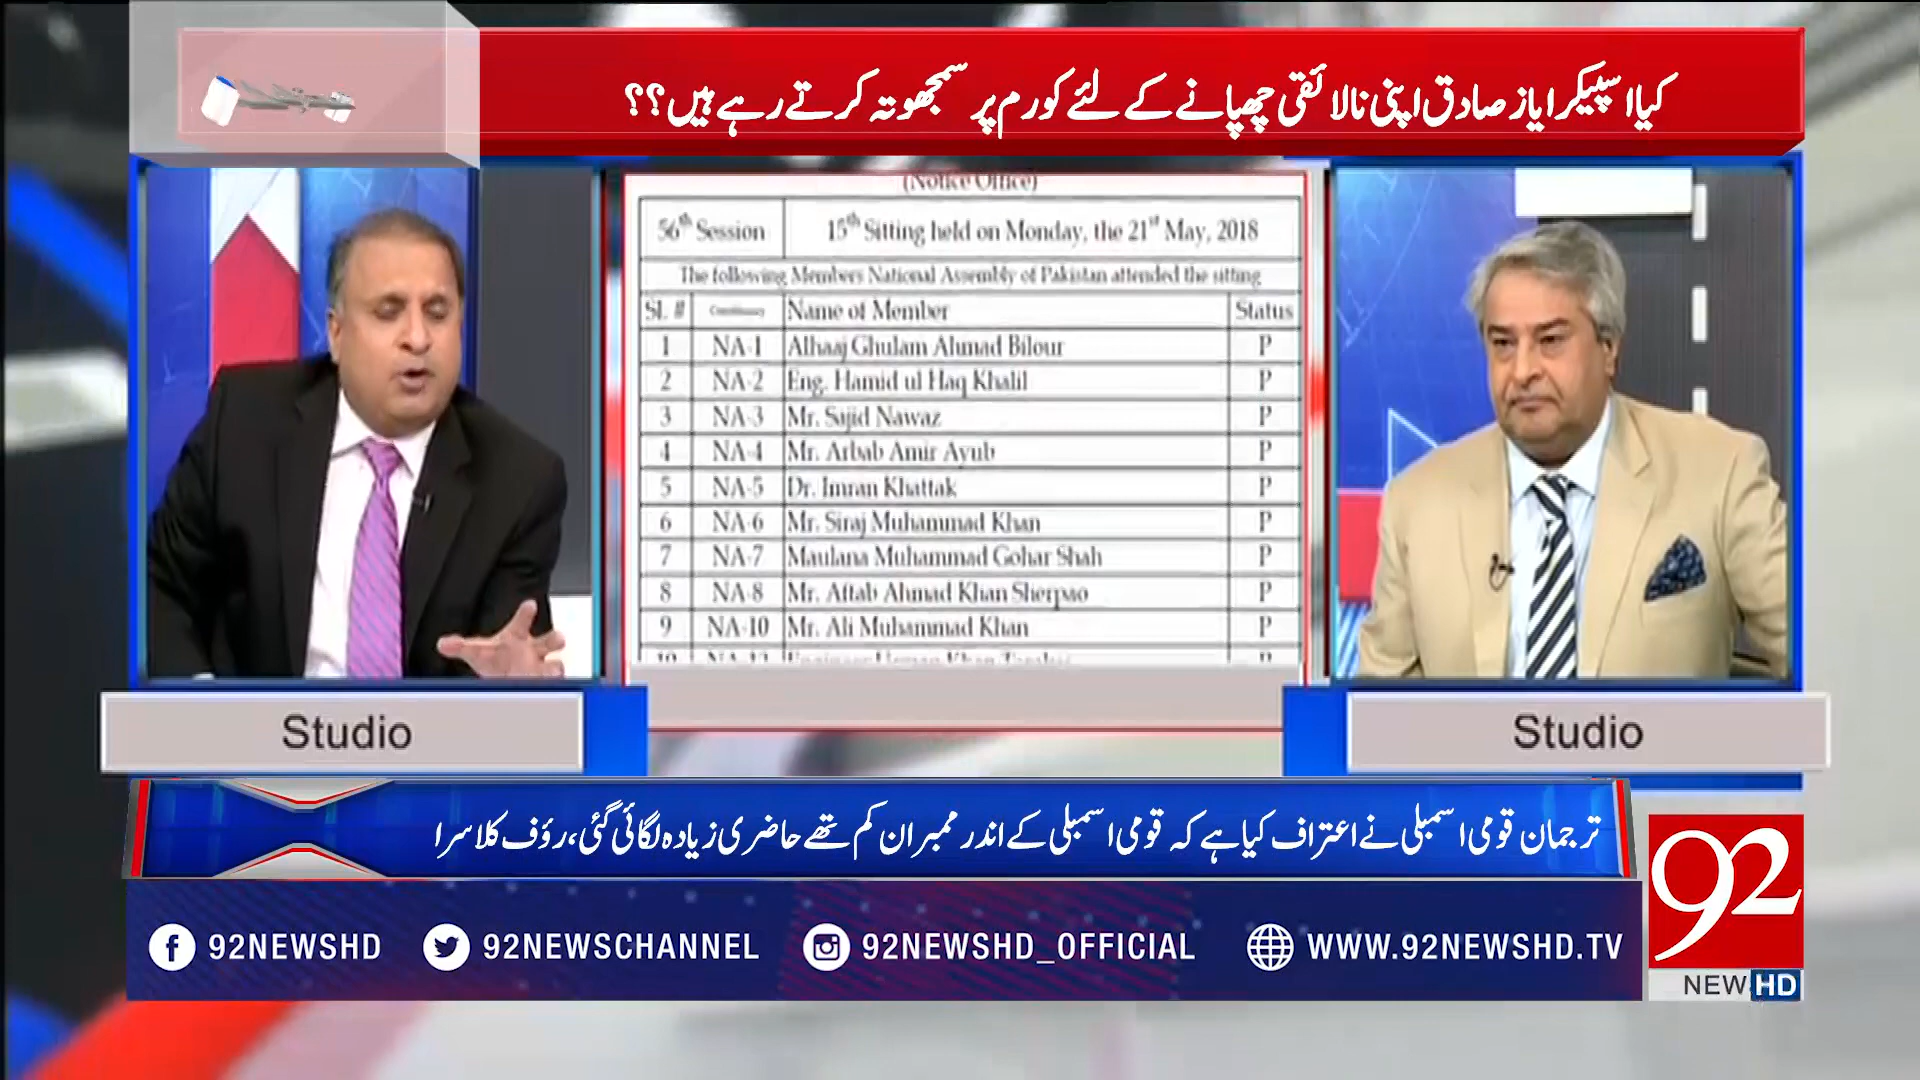 کیا اسپیکر ایاز صادق اپنی نالائقی چھپانے کے لئے کورم پر سمجھوتہ کرتے رہے ہیں؟؟
(Notice Office)
56th Session 15th Sitting held on Monday, the 21st May, 2018
The following Members National Assembly of Pakistan attended the sitting
Sl. # Constituency Name of Member Status
1 NA-1 Alhaaj Ghulam Ahmad Bilour P
2 NA-2 Eng. Hamid ul Haq Khalil P
3 NA-3 Mr. Sajid Nawaz P
4 NA-4 Mr. Arbab Amir Ayub P
5 NA-5 Dr. Imran Khattak P
6 NA-6 Mr. Siraj Muhammad Khan P
7 NA-7 Maulana Muhammad Gohar Shah P
8 NA-8 Mr. Aftab Ahmad Khan Sherpao P
9 NA-10 Mr. Ali Muhammad Khan P
Studio
Studio
ترجمان قومی اسمبلی نے اعتراف کیا ہے کہ قومی اسمبلی کے اندر ممبران کم تھے حاضری زیادہ لگائی گئی، رؤف کلاسرا
92NEWSHD 92NEWSCHANNEL 92NEWSHD_OFFICIAL WWW.92NEWSHD.TV
92
NEWS HD